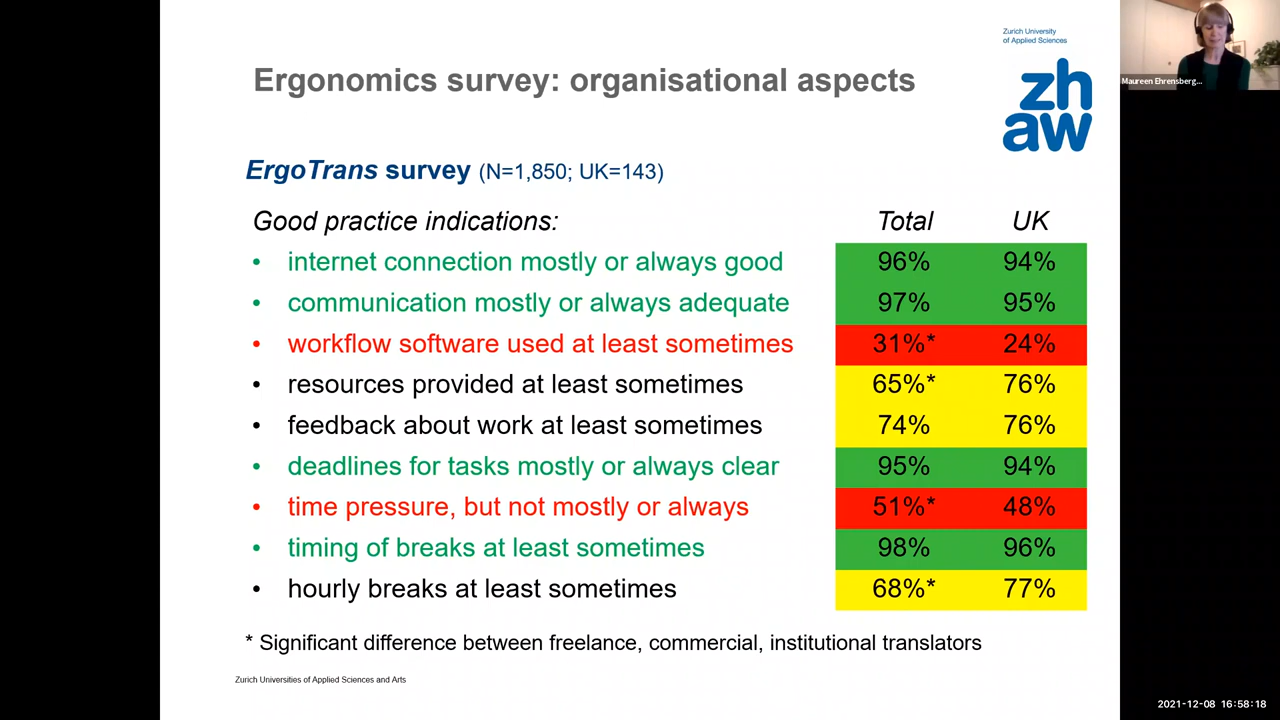 Zurich University
of Applied Sciences
zh
aw
Maureen Ehrensberg...
Ergonomics survey: organisational aspects
ErgoTrans survey (N=1,850; UK=143)
Good practice indications: Total UK
• internet connection mostly or always good 96% 94%
• communication mostly or always adequate 97% 95%
• workflow software used at least sometimes 31%* 24%
• resources provided at least sometimes 65%* 76%
• feedback about work at least sometimes 74% 76%
• deadlines for tasks mostly or always clear 95% 94%
• time pressure, but not mostly or always 51%* 48%
• timing of breaks at least sometimes 98% 96%
• hourly breaks at least sometimes 68%* 77%
* Significant difference between freelance, commercial, institutional translators
Zurich Universities of Applied Sciences and Arts
2021-12-08 16:58:18